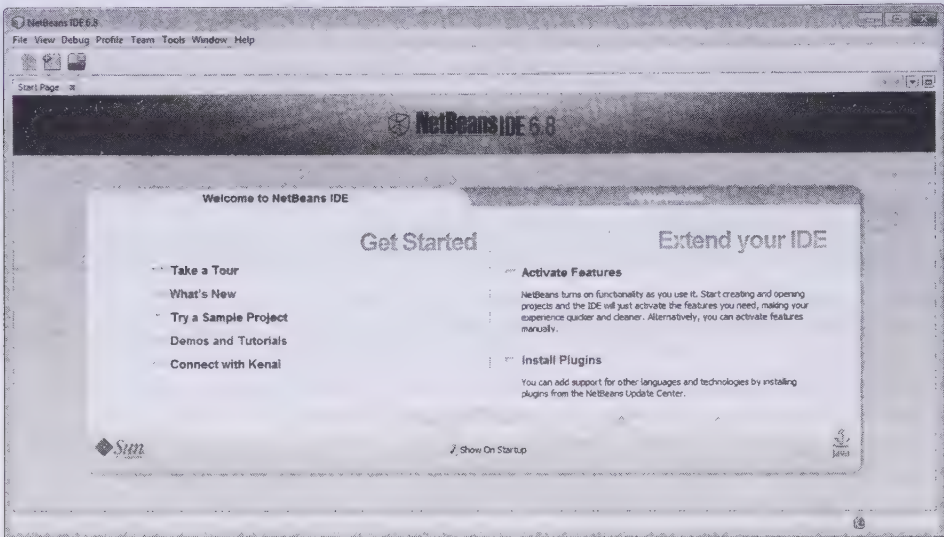 NetBeans IDE 6.8
File View Debug Profile Team Tools Window Help
Start Page
NetBeans IDE 6.8
Welcome to NetBeans IDE
Get Started
Take a Tour
What's New
Try a Sample Project
Demos and Tutorials
Connect with Kenai
Extend your IDE
Activate Features
NetBeans turns on functionality as you use it. Start creating and opening
projects and the IDE will just activate the features you need, making your
experience quicker and cleaner. Alternatively, you can activate features
manually.
Install Plugins
You can add support for other languages and technologies by installing
plugins from the NetBeans Update Center.
Sun
Show On Startup
Java